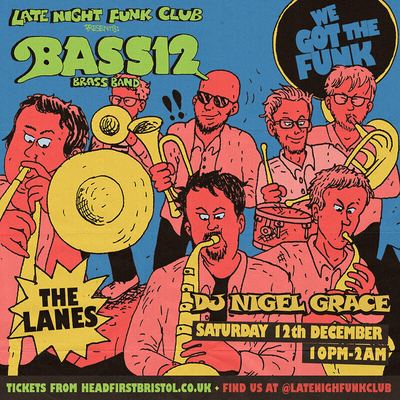 LATE NIGHT FUNK CLUB
PRESENTS:
BASS12
BRASS BAND
WE
GOT THE
FUNK
!!
THE
LANES
DJ NIGEL GRACE
SATURDAY 12th DECEMBER
10PM-2AM
TICKETS FROM HEADFIRSTBRISTOL.CO.UK • FIND US AT @LATENIGHFUNKCLUB